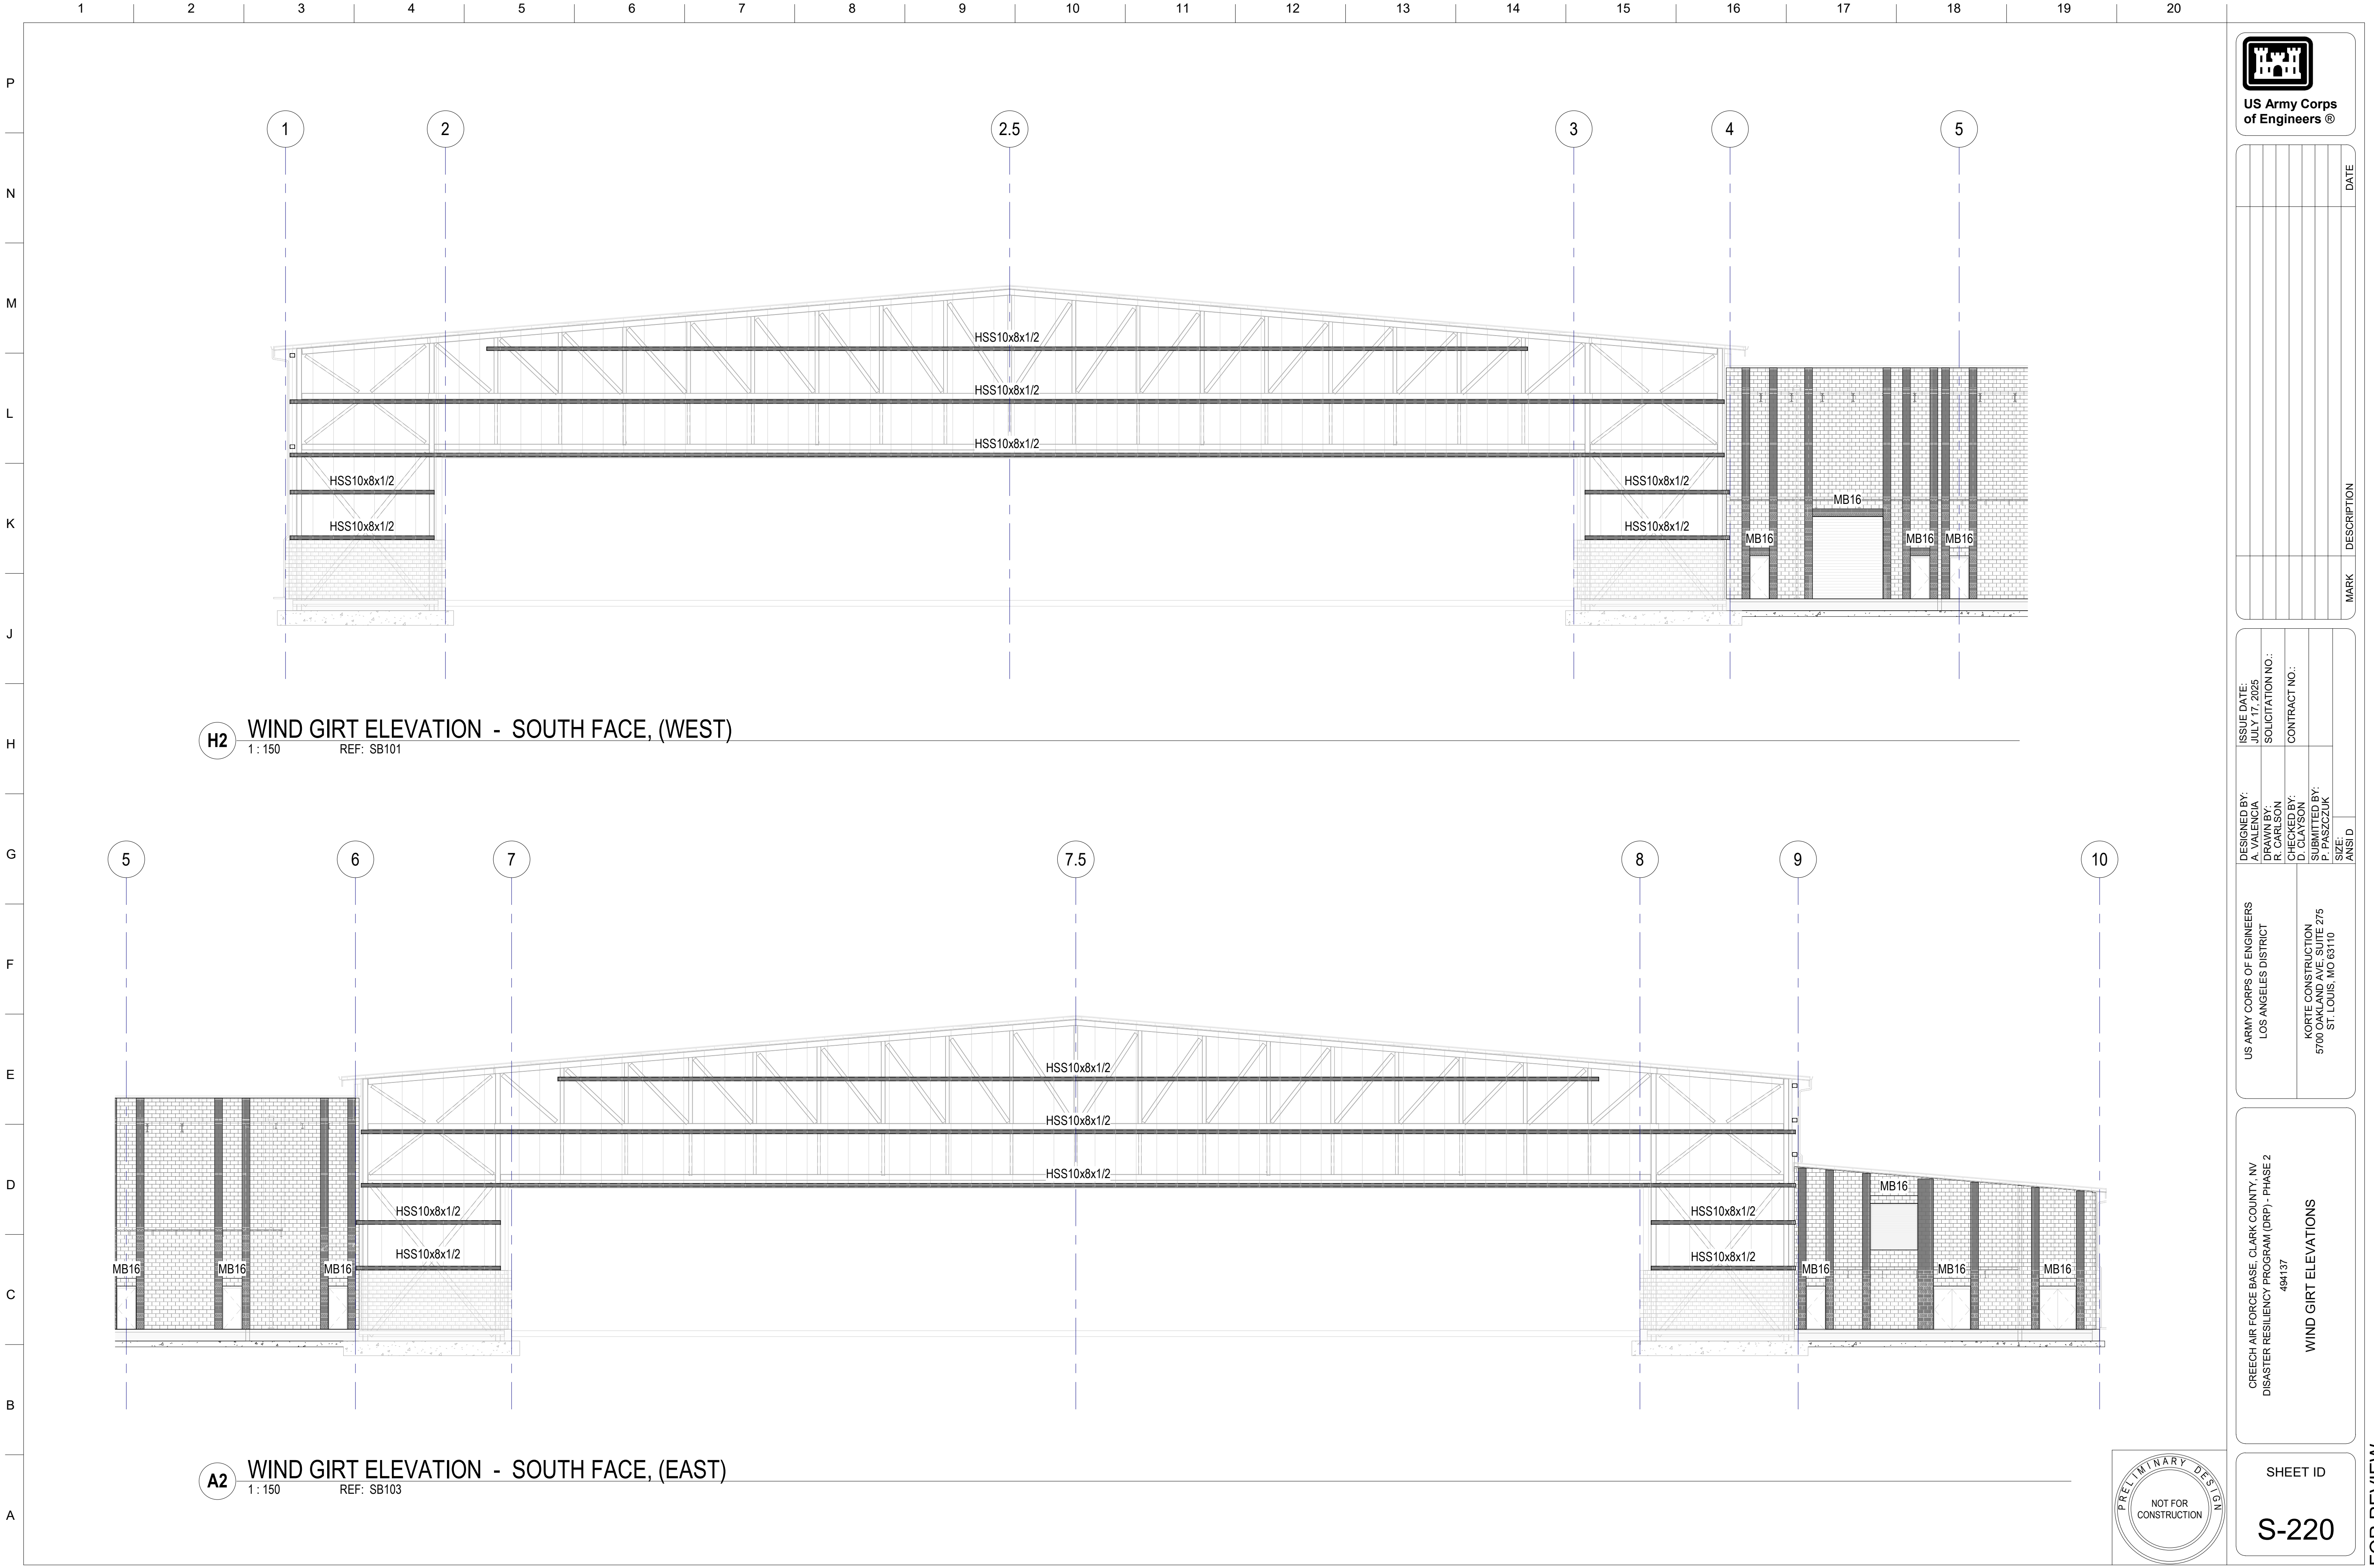 1 2 3 4 5 6 7 8 9 10 11 12 13 14 15 16 17 18 19 20
P
N
M
L
K
J
H
G
F
E
D
C
B
A
1 2 2.5 3 4 5
HSS10x8x1/2
HSS10x8x1/2
HSS10x8x1/2
HSS10x8x1/2 HSS10x8x1/2
HSS10x8x1/2 HSS10x8x1/2
MB16
MB16 MB16 MB16
H2 WIND GIRT ELEVATION - SOUTH FACE, (WEST)
1 : 150 REF: SB101
5 6 7 7.5 8 9 10
HSS10x8x1/2
HSS10x8x1/2
HSS10x8x1/2
MB16
HSS10x8x1/2 HSS10x8x1/2
HSS10x8x1/2 HSS10x8x1/2
MB16 MB16 MB16 MB16 MB16 MB16
A2 WIND GIRT ELEVATION - SOUTH FACE, (EAST)
1 : 150 REF: SB103
US Army Corps
of Engineers ®
MARK DESCRIPTION DATE
ISSUE DATE:
JULY 17, 2025
SOLICITATION NO.:
CONTRACT NO.:
DESIGNED BY:
A. VALENCIA
DRAWN BY:
R. CARLSON
CHECKED BY:
D. CLAYSON
SUBMITTED BY:
P. PASZCZUK
SIZE:
ANSI D
US ARMY CORPS OF ENGINEERS
LOS ANGELES DISTRICT
KORTE CONSTRUCTION
5700 OAKLAND AVE, SUITE 275
ST. LOUIS, MO 63110
CREECH AIR FORCE BASE, CLARK COUNTY, NV
DISASTER RESILIENCY PROGRAM (DRP) - PHASE 2
494137
WIND GIRT ELEVATIONS
SHEET ID
S-220
PRELIMINARY DESIGN
NOT FOR
CONSTRUCTION